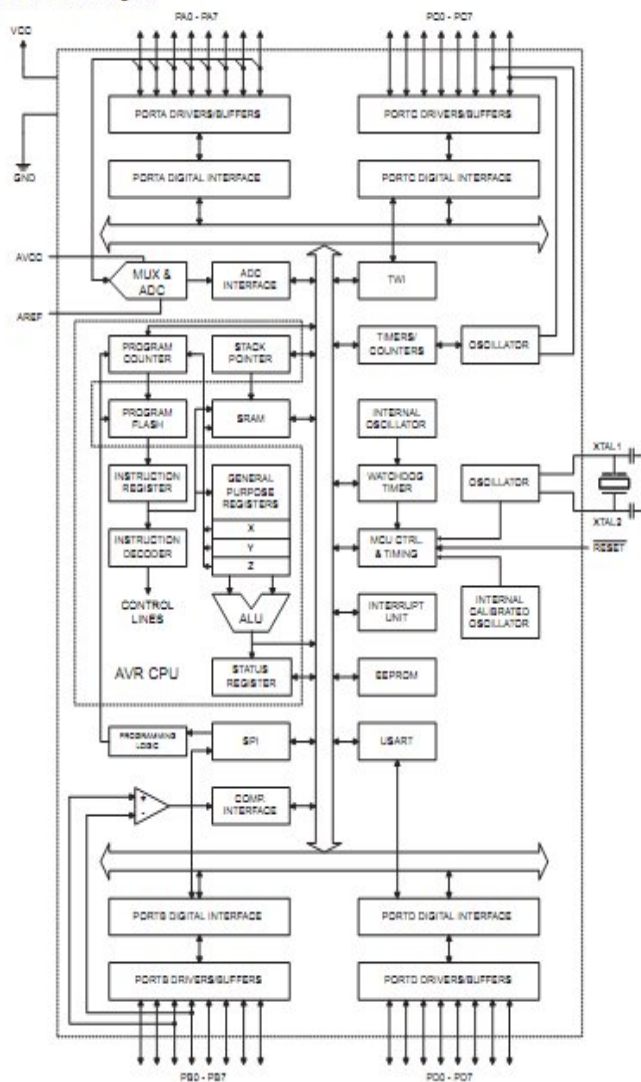 PA0 - PA7
PC0 - PC7
VCC
PORTA DRIVERS/BUFFERS
PORTC DRIVERS/BUFFERS
GND
PORTA DIGITAL INTERFACE
PORTC DIGITAL INTERFACE
AVCC
MUX &
ADC
ADC
INTERFACE
TWI
AREF
PROGRAM
COUNTER
STACK
POINTER
TIMERS/
COUNTERS
OSCILLATOR
PROGRAM
FLASH
SRAM
INTERNAL
OSCILLATOR
XTAL1
INSTRUCTION
REGISTER
GENERAL
PURPOSE
REGISTERS
WATCHDOG
TIMER
OSCILLATOR
XTAL2
X
Y
Z
INSTRUCTION
DECODER
MCU CTRL.
& TIMING
RESET
CONTROL
LINES
ALU
INTERRUPT
UNIT
INTERNAL
CALIBRATED
OSCILLATOR
AVR CPU
STATUS
REGISTER
EEPROM
PROGRAMMING
LOGIC
SPI
USART
+
-
COMP.
INTERFACE
PORTB DIGITAL INTERFACE
PORTD DIGITAL INTERFACE
PORTB DRIVERS/BUFFERS
PORTD DRIVERS/BUFFERS
PB0 - PB7
PD0 - PD7